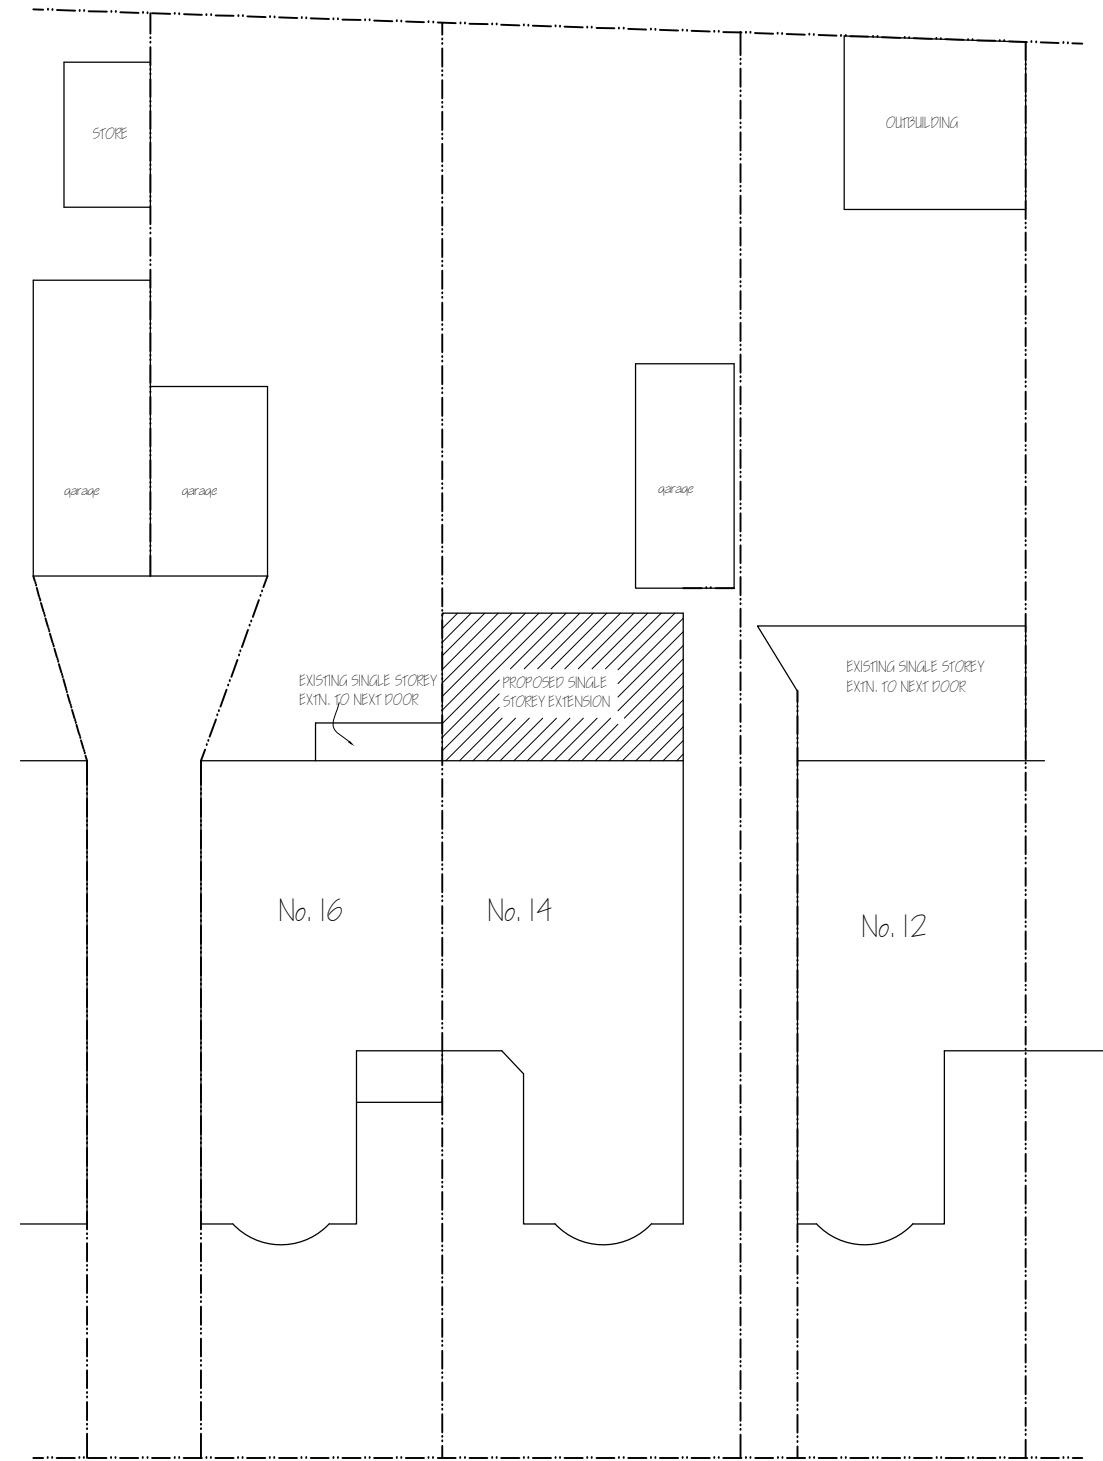 OUTBUILDING
STORE
garage
garage
garage
EXISTING SINGLE STOREY
EXTN. TO NEXT DOOR
PROPOSED SINGLE
STOREY EXTENSION
EXISTING SINGLE STOREY
EXTN. TO NEXT DOOR
No. 16
No. 14
No. 12